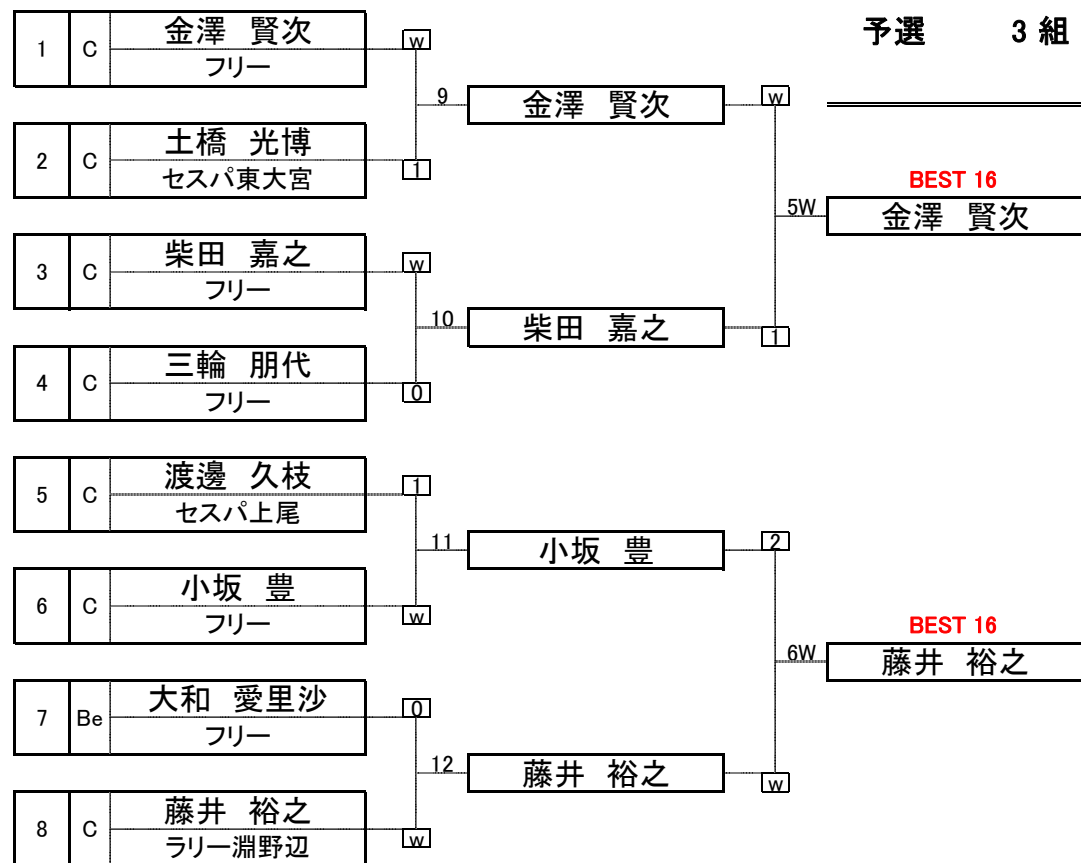 予選 3 組
1 C 金澤 賢次
フリー
w
9 金澤 賢次 w
2 C 土橋 光博
セスパ東大宮
1
BEST 16
5W 金澤 賢次
3 C 柴田 嘉之
フリー
w
10 柴田 嘉之 1
4 C 三輪 朋代
フリー
0
5 C 渡邊 久枝
セスパ上尾
1
11 小坂 豊 2
6 C 小坂 豊
フリー
w
BEST 16
6W 藤井 裕之
7 Be 大和 愛里沙
フリー
0
12 藤井 裕之 w
8 C 藤井 裕之
ラリー淵野辺
w